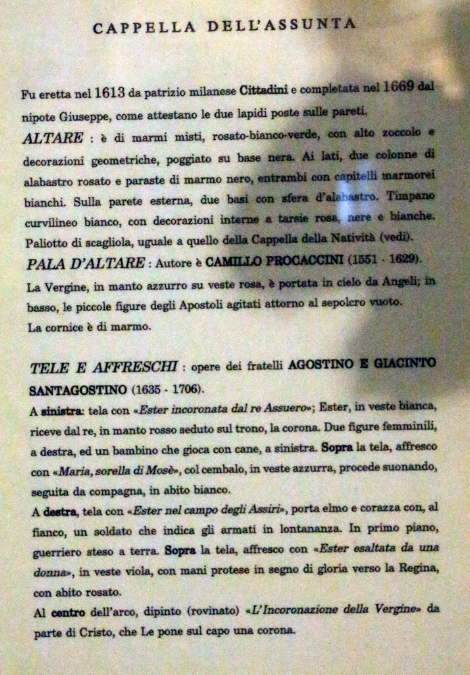 CAPPELLA DELL'ASSUNTA
Fu eretta nel 1613 da patrizio milanese Cittadini e completata nel 1669 dal
nipote Giuseppe, come attestano le due lapidi poste sulle pareti.
ALTARE : è di marmi misti, rosato-bianco-verde, con alto zoccolo e
decorazioni geometriche, poggiato su base nera. Ai lati, due colonne di
alabastro rosato e paraste di marmo nero, entrambi con capitelli marmorei
bianchi. Sulla parete esterna, due basi con sfera d'alabastro. Timpano
curvilineo bianco, con decorazioni interne a tarsie rosa, nere e bianche.
Paliotto di scagliola, uguale a quello della Cappella della Natività (vedi).
PALA D'ALTARE : Autore è CAMILLO PROCACCINI (1551 - 1629).
La Vergine, in manto azzurro su veste rosa, è portata in cielo da Angeli; in
basso, le piccole figure degli Apostoli agitati attorno al sepolcro vuoto.
La cornice è di marmo.
TELE E AFFRESCHI : opere dei fratelli AGOSTINO E GIACINTO
SANTAGOSTINO (1635 - 1706).
A sinistra: tela con «Ester incoronata dal re Assuero»; Ester, in veste bianca,
riceve dal re, in manto rosso seduto sul trono, la corona. Due figure femminili,
a destra, ed un bambino che gioca con cane, a sinistra. Sopra la tela, affresco
con «Maria, sorella di Mosè», col cembalo, in veste azzurra, procede suonando,
seguita da compagna, in abito bianco.
A destra, tela con «Ester nel campo degli Assiri», porta elmo e corazza con, al
fianco, un soldato che indica gli armati in lontananza. In primo piano,
guerriero steso a terra. Sopra la tela, affresco con «Ester esaltata da una
donna», in veste viola, con mani protese in segno di gloria verso la Regina,
con abito rosato.
Al centro dell'arco, dipinto (rovinato) «L'Incoronazione della Vergine» da
parte di Cristo, che Le pone sul capo una corona.